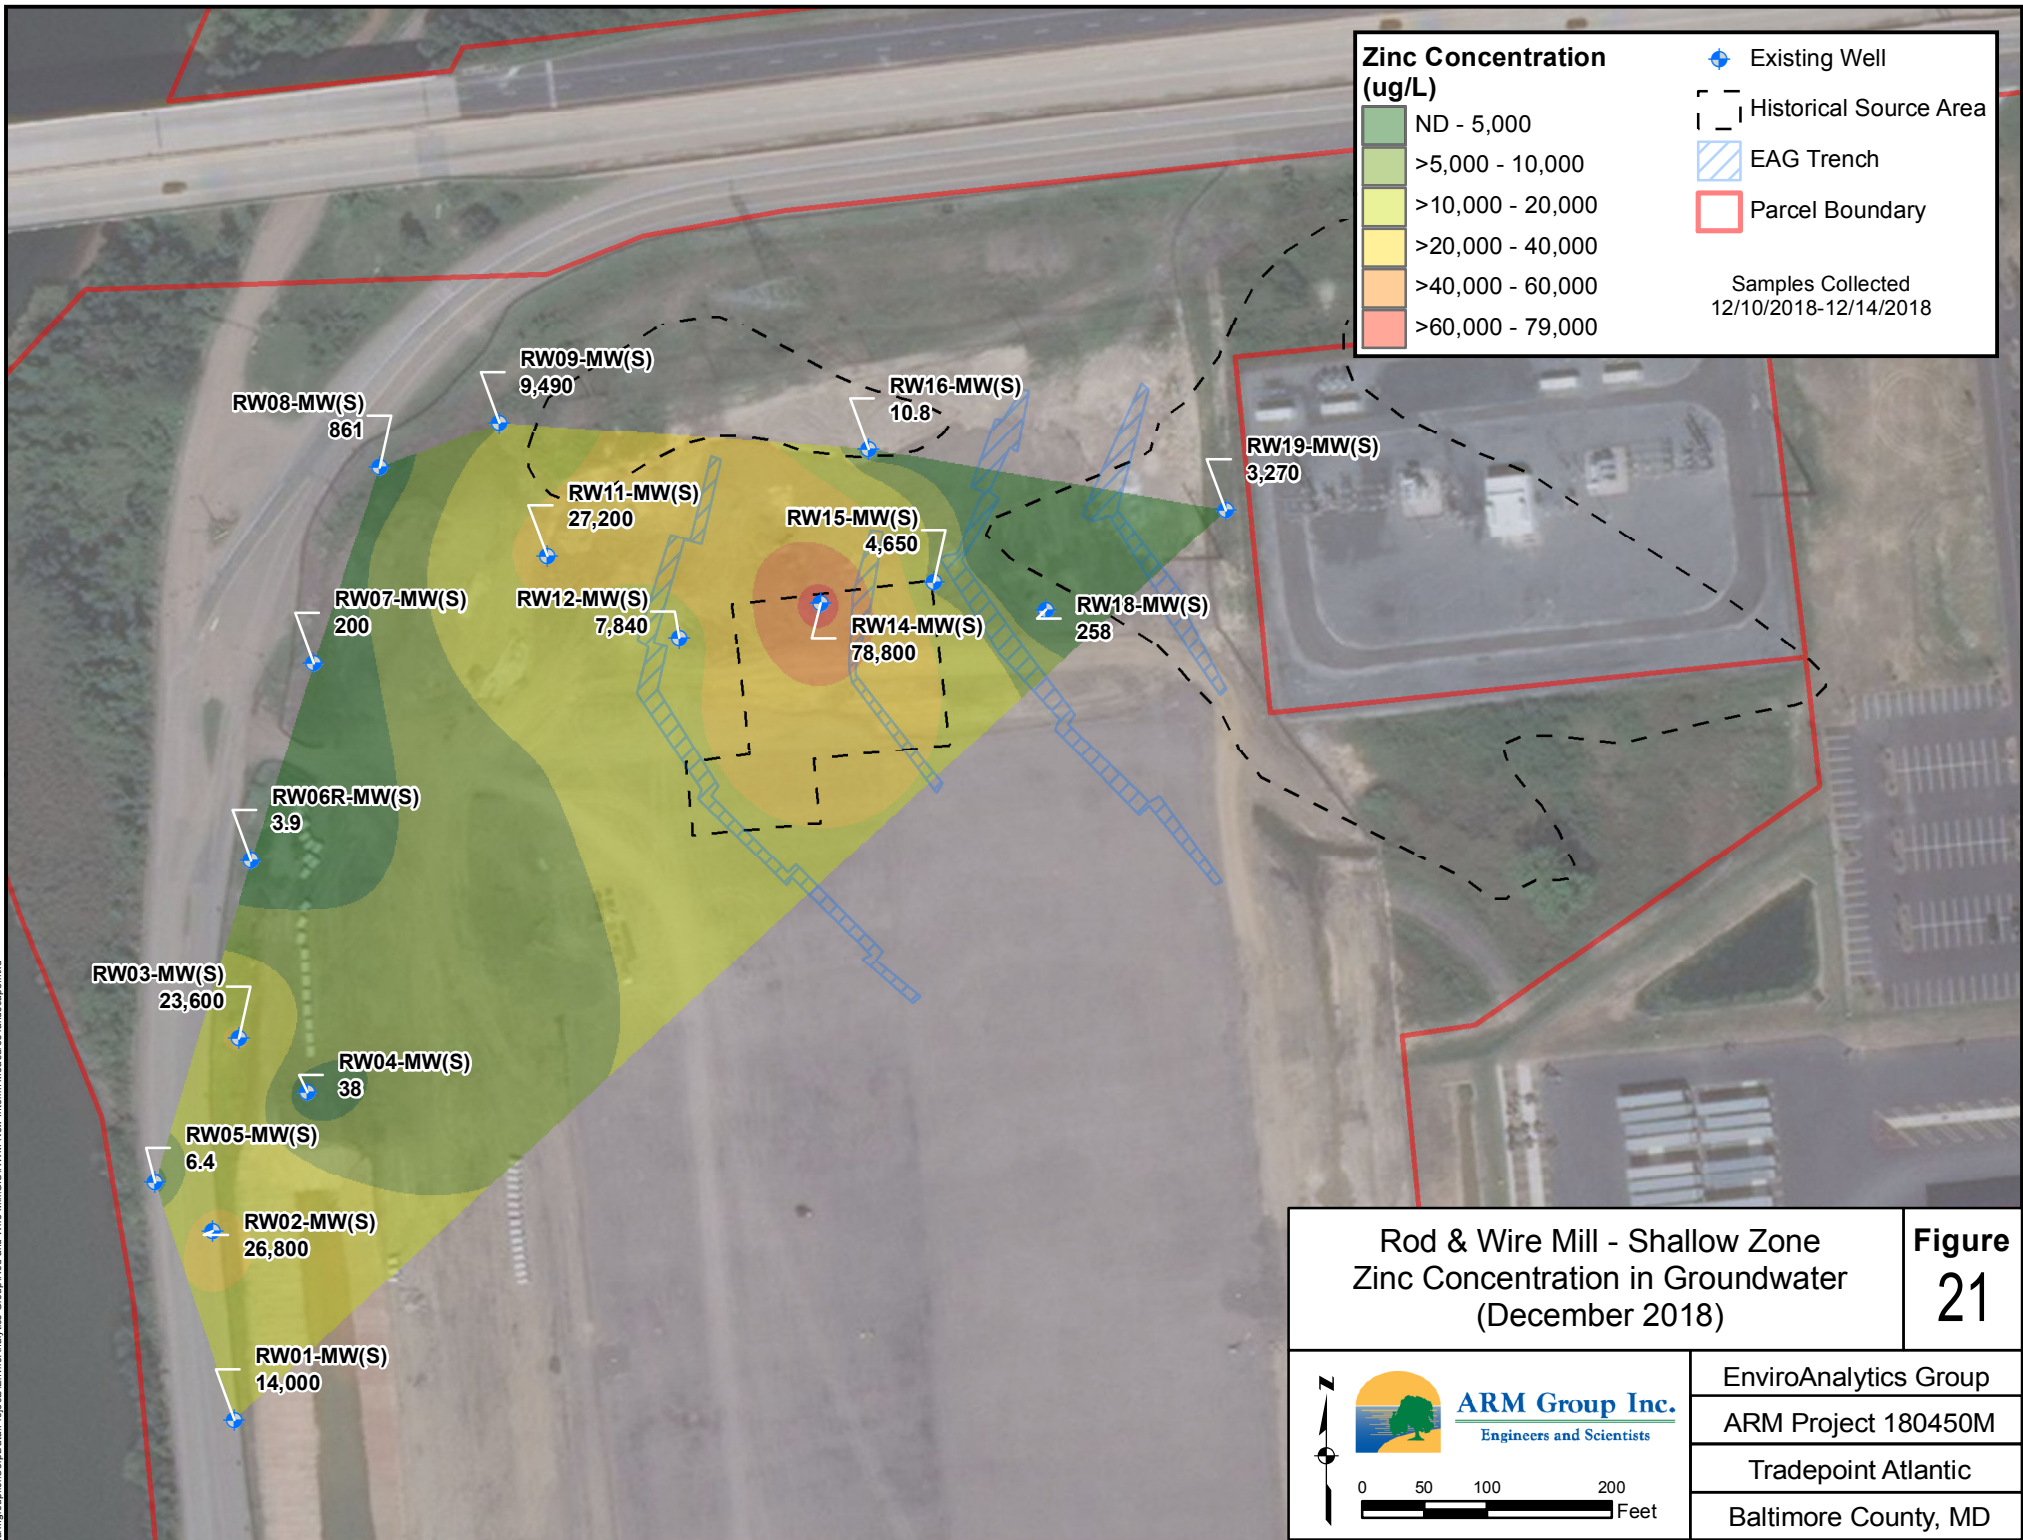 Zinc Concentration
(ug/L)
ND - 5,000
>5,000 - 10,000
>10,000 - 20,000
>20,000 - 40,000
>40,000 - 60,000
>60,000 - 79,000
Existing Well
Historical Source Area
EAG Trench
Parcel Boundary
Samples Collected
12/10/2018-12/14/2018
RW09-MW(S)
9,490
RW08-MW(S)
861
RW16-MW(S)
10.8
RW19-MW(S)
3,270
RW11-MW(S)
27,200
RW15-MW(S)
4,650
RW07-MW(S)
200
RW12-MW(S)
7,840
RW14-MW(S)
78,800
RW18-MW(S)
258
RW06R-MW(S)
3.9
RW03-MW(S)
23,600
RW04-MW(S)
38
RW05-MW(S)
6.4
RW02-MW(S)
26,800
RW01-MW(S)
14,000
Rod & Wire Mill - Shallow Zone
Zinc Concentration in Groundwater
(December 2018)
Figure
21
N
ARM Group Inc.
Engineers and Scientists
0 50 100 200
Feet
EnviroAnalytics Group
ARM Project 180450M
Tradepoint Atlantic
Baltimore County, MD